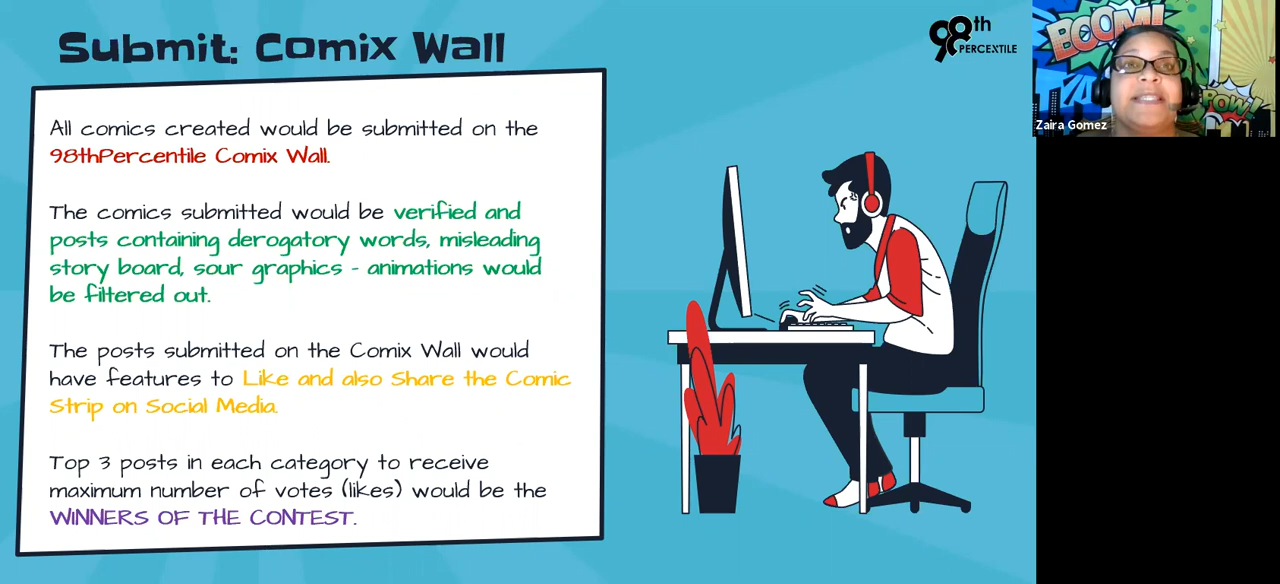 Submit: Comix Wall
98th
PERCENTILE
All comics created would be submitted on the
98thPercentile Comix Wall.
The comics submitted would be verified and
posts containing derogatory words, misleading
story board, sour graphics - animations would
be filtered out.
The posts submitted on the Comix Wall would
have features to Like and also Share the Comic
Strip on Social Media.
Top 3 posts in each category to receive
maximum number of votes (likes) would be the
WINNERS OF THE CONTEST.
BOOM!
POW!
Zaira Gomez